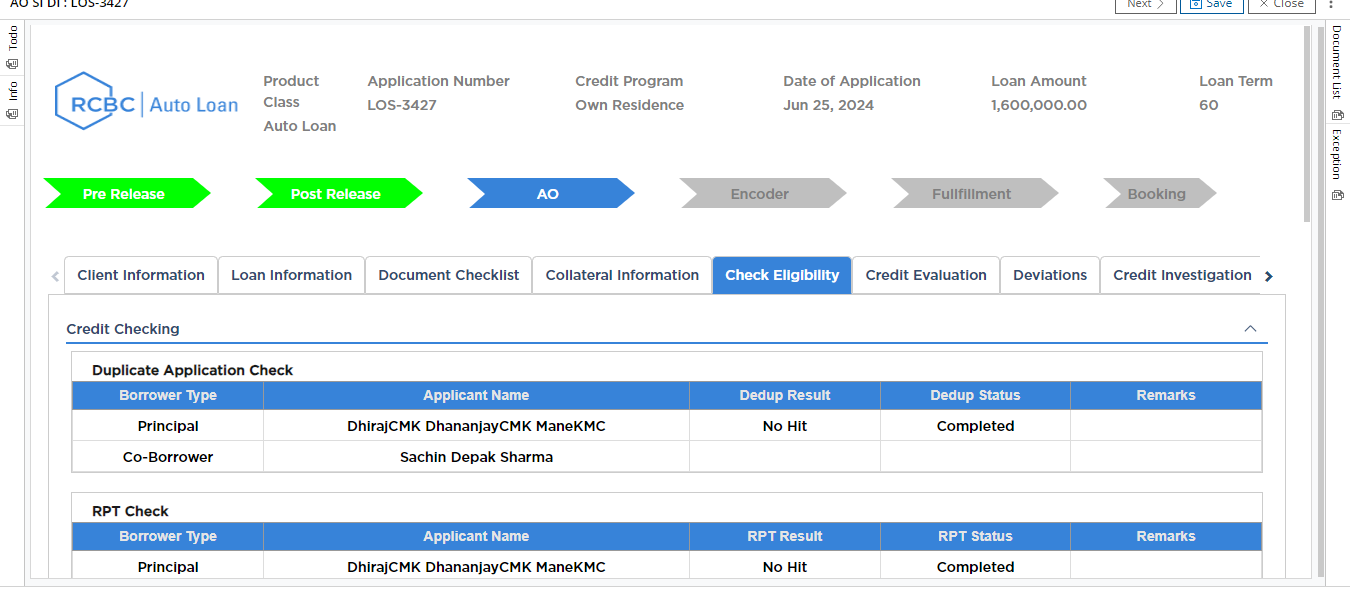 AO SI DI : LOS-3427
Next
Save
Close
Todo
Info
Document List
Exception
RCBC Auto Loan
Product Class
Auto Loan
Application Number
LOS-3427
Credit Program
Own Residence
Date of Application
Jun 25, 2024
Loan Amount
1,600,000.00
Loan Term
60
Pre Release
Post Release
AO
Encoder
Fullfillment
Booking
Client Information
Loan Information
Document Checklist
Collateral Information
Check Eligibility
Credit Evaluation
Deviations
Credit Investigation
Credit Checking
Duplicate Application Check
Borrower Type Applicant Name Dedup Result Dedup Status Remarks
Principal DhirajCMK DhananjayCMK ManeKMC No Hit Completed
Co-Borrower Sachin Depak Sharma
RPT Check
Borrower Type Applicant Name RPT Result RPT Status Remarks
Principal DhirajCMK DhananjayCMK ManeKMC No Hit Completed